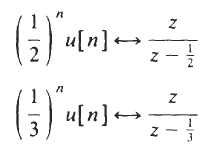 (1/2)^n u[n] ↔ z/(z − 1/2)
(1/3)^n u[n] ↔ z/(z − 1/3)